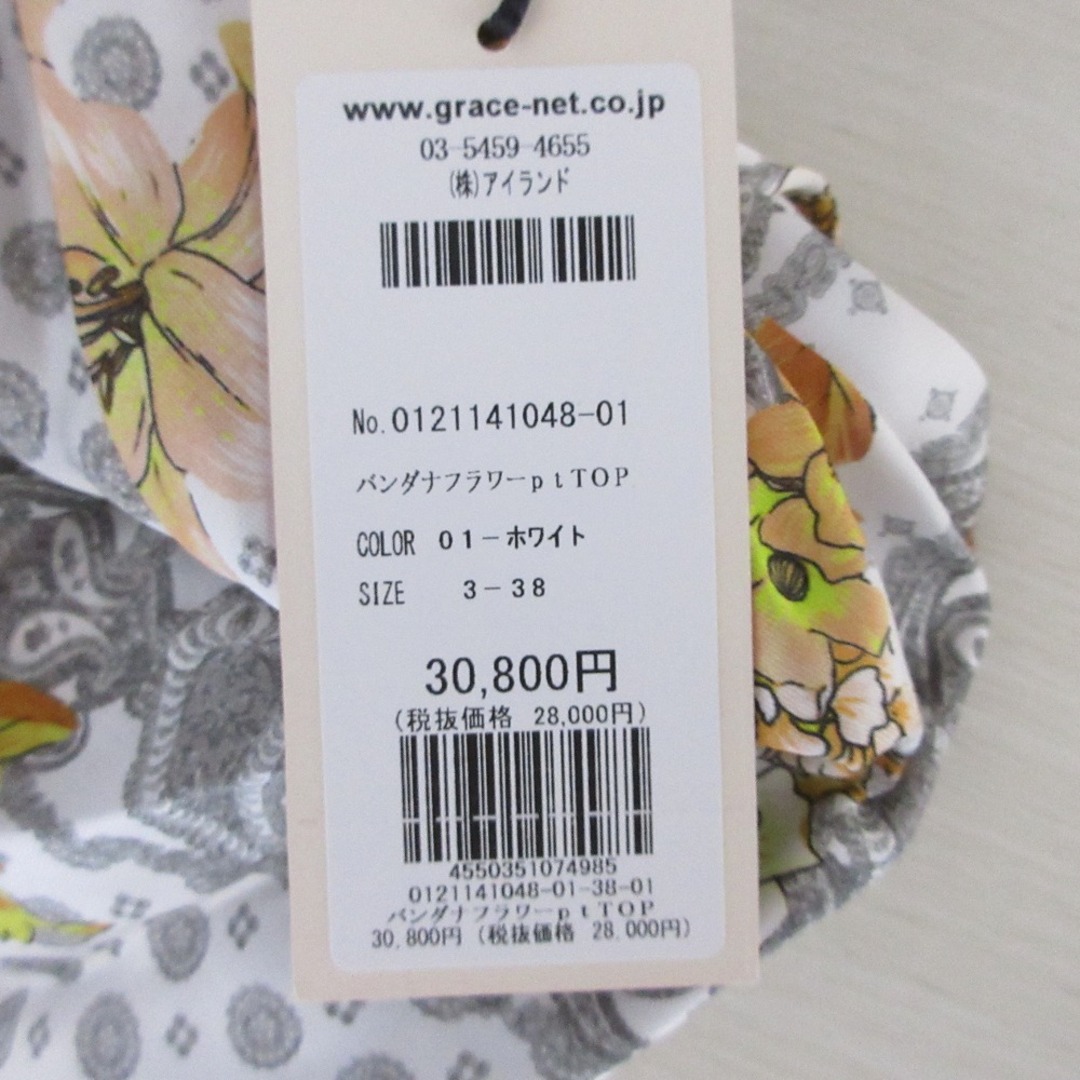 www.grace-net.co.jp
03-5459-4655
(株)アイランド
No.0121141048-01
バンダナフラワーptTOP
COLOR 01-ホワイト
SIZE 3-38
30,800円
(税抜価格 28,000円)
4550351074985
0121141048-01-38-01
バンダナフラワーptTOP
30,800円 (税抜価格 28,000円)